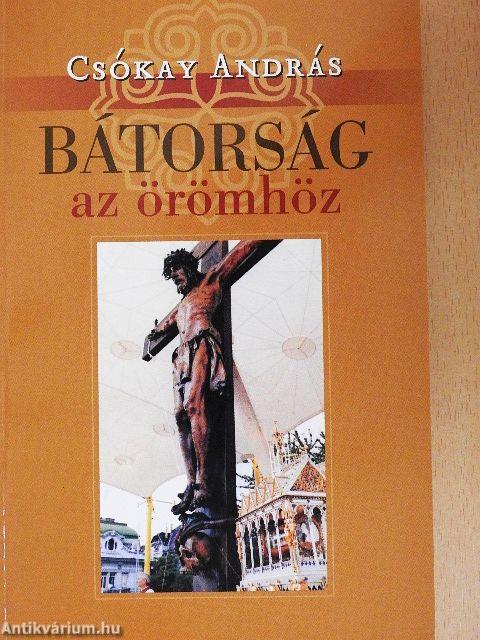 CSÓKAY ANDRÁS
BÁTORSÁG
az örömhöz
Antikvárium.hu